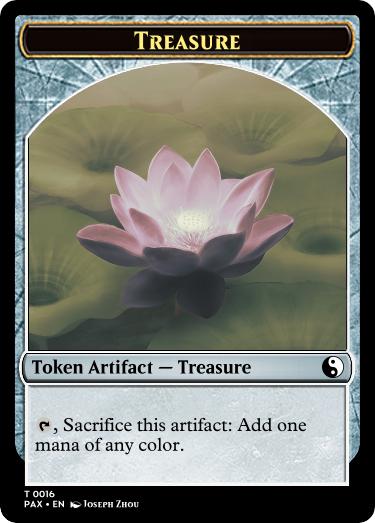 TREASURE
Token Artifact — Treasure
, Sacrifice this artifact: Add one
mana of any color.
T 0016
PAX • EN JOSEPH ZHOU